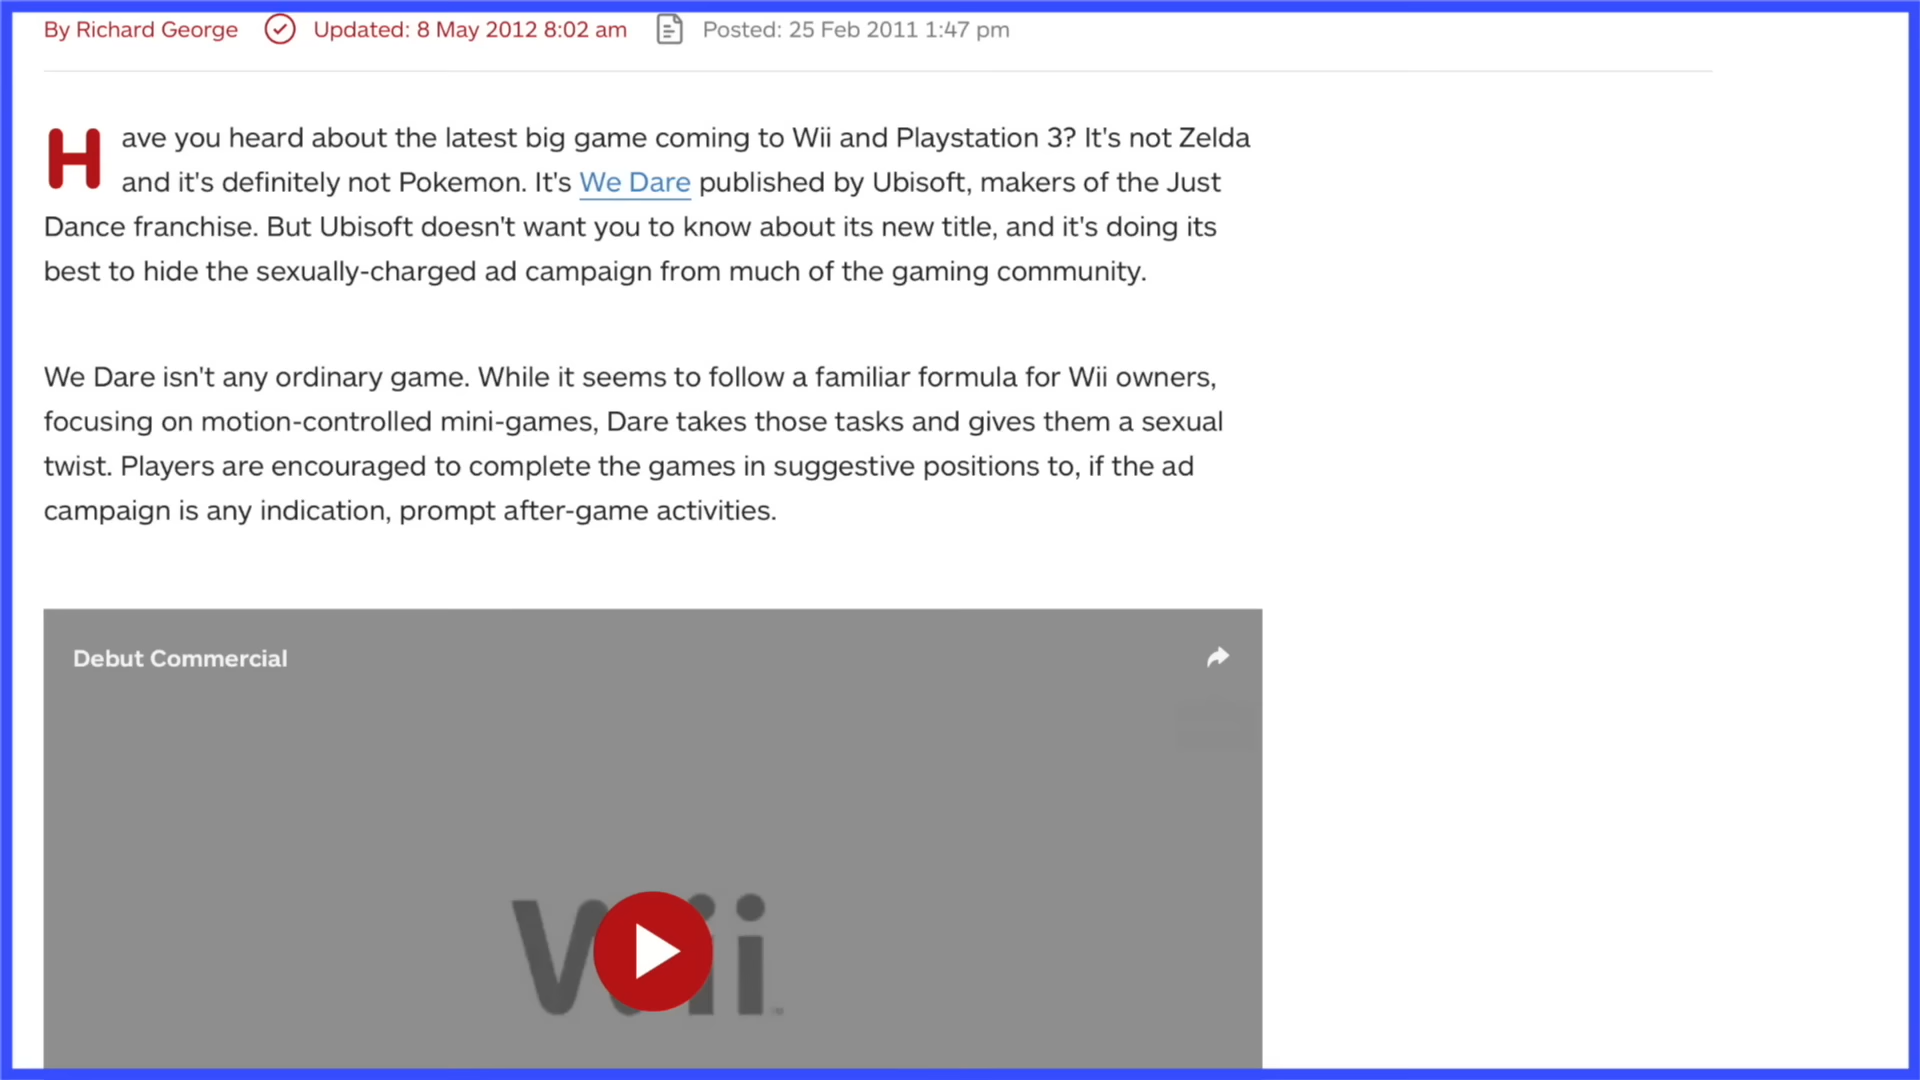 By Richard George Updated: 8 May 2012 8:02 am Posted: 25 Feb 2011 1:47 pm
Have you heard about the latest big game coming to Wii and Playstation 3? It's not Zelda
and it's definitely not Pokemon. It's We Dare published by Ubisoft, makers of the Just
Dance franchise. But Ubisoft doesn't want you to know about its new title, and it's doing its
best to hide the sexually-charged ad campaign from much of the gaming community.
We Dare isn't any ordinary game. While it seems to follow a familiar formula for Wii owners,
focusing on motion-controlled mini-games, Dare takes those tasks and gives them a sexual
twist. Players are encouraged to complete the games in suggestive positions to, if the ad
campaign is any indication, prompt after-game activities.
Debut Commercial
Wii